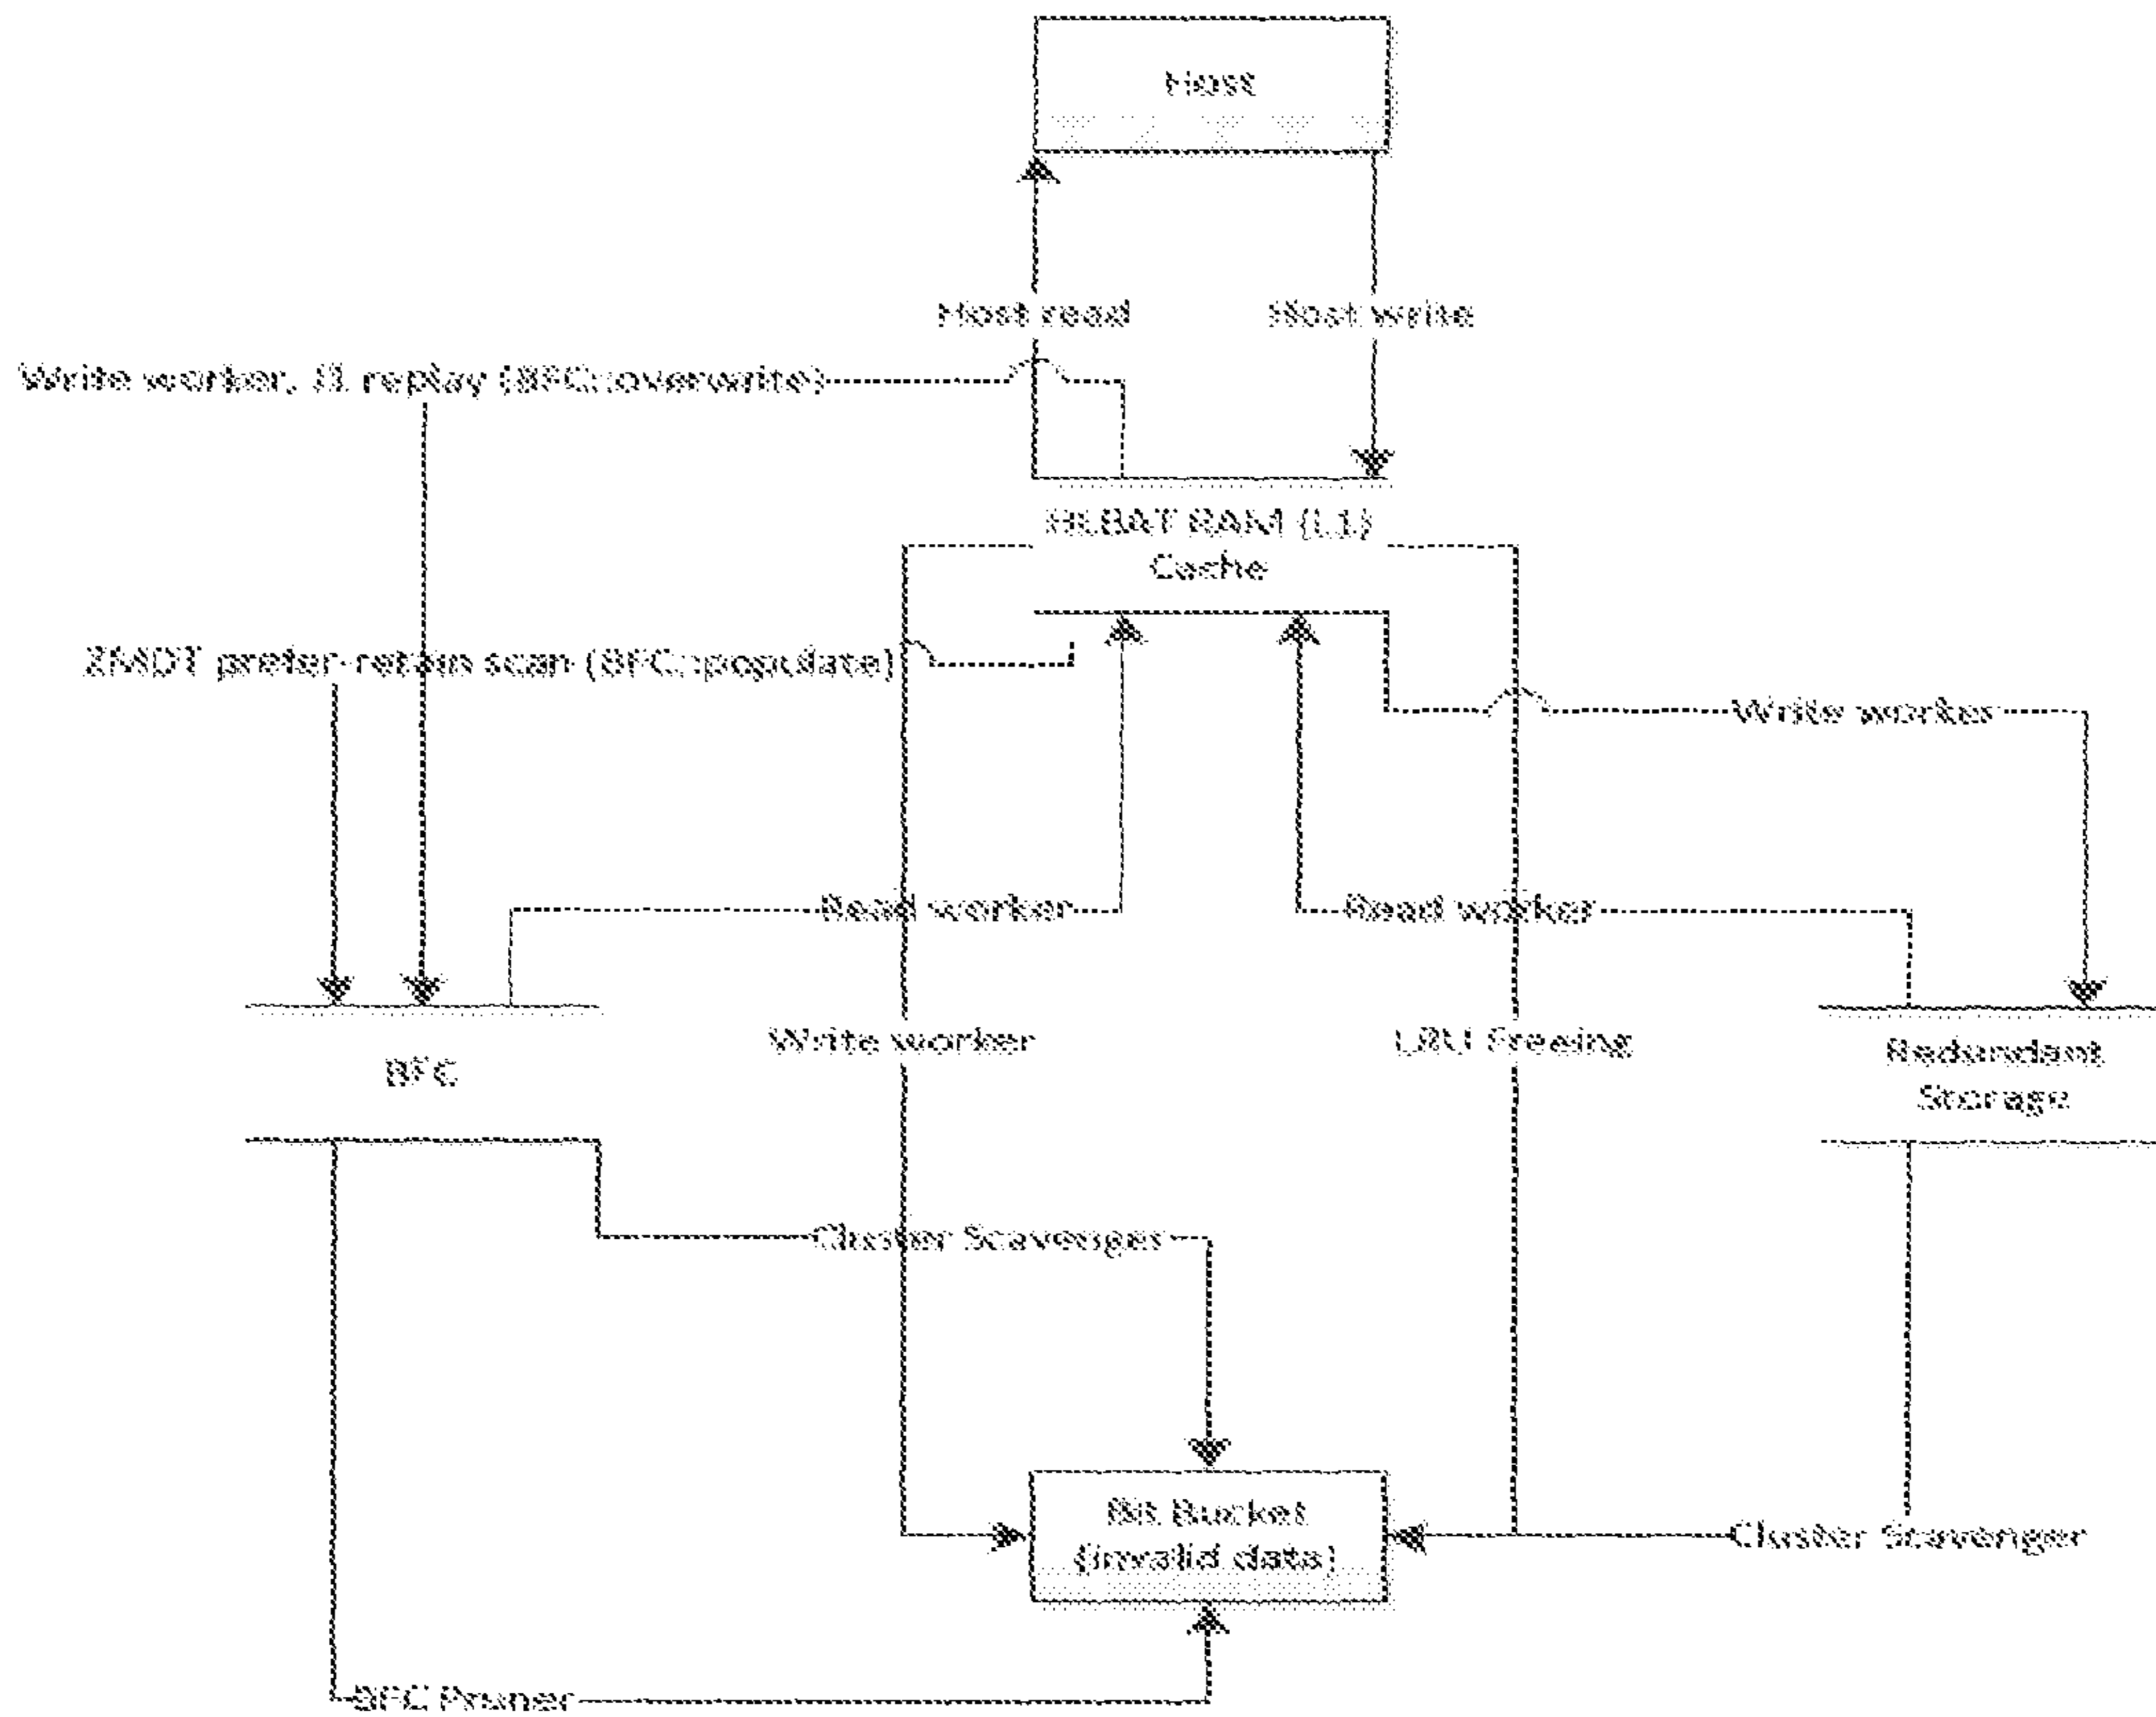 Host
Host read
Host write
Write worker, J1 replay (BFC::overwrite)
HLBAT RAM (L1)
Cache
ZMDT prefer-retain scan (BFC::populate)
Write worker
Read worker
Read worker
Write worker
LRU Freeing
BFC
Redundant
Storage
Cluster Scavenger
Bit Bucket
(invalid data)
Cluster Scavenger
BFC Pruner